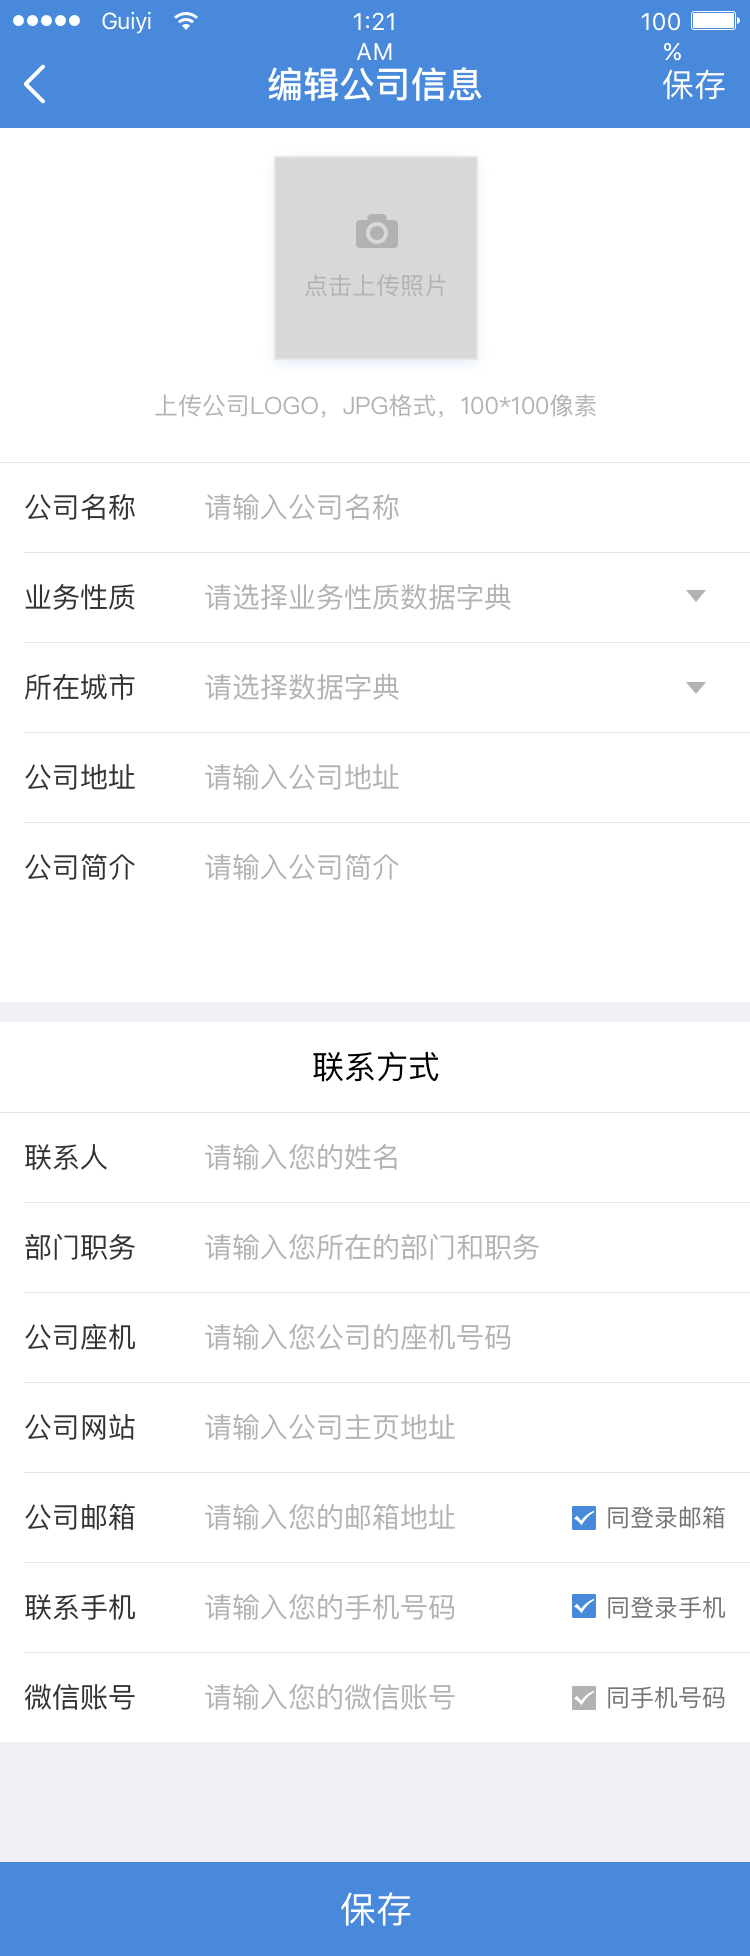 Guiyi
1:21
AM
100
%
编辑公司信息
保存
点击上传照片
上传公司LOGO，JPG格式，100*100像素
公司名称 请输入公司名称
业务性质 请选择业务性质数据字典
所在城市 请选择数据字典
公司地址 请输入公司地址
公司简介 请输入公司简介
联系方式
联系人 请输入您的姓名
部门职务 请输入您所在的部门和职务
公司座机 请输入您公司的座机号码
公司网站 请输入公司主页地址
公司邮箱 请输入您的邮箱地址 同登录邮箱
联系手机 请输入您的手机号码 同登录手机
微信账号 请输入您的微信账号 同手机号码
保存